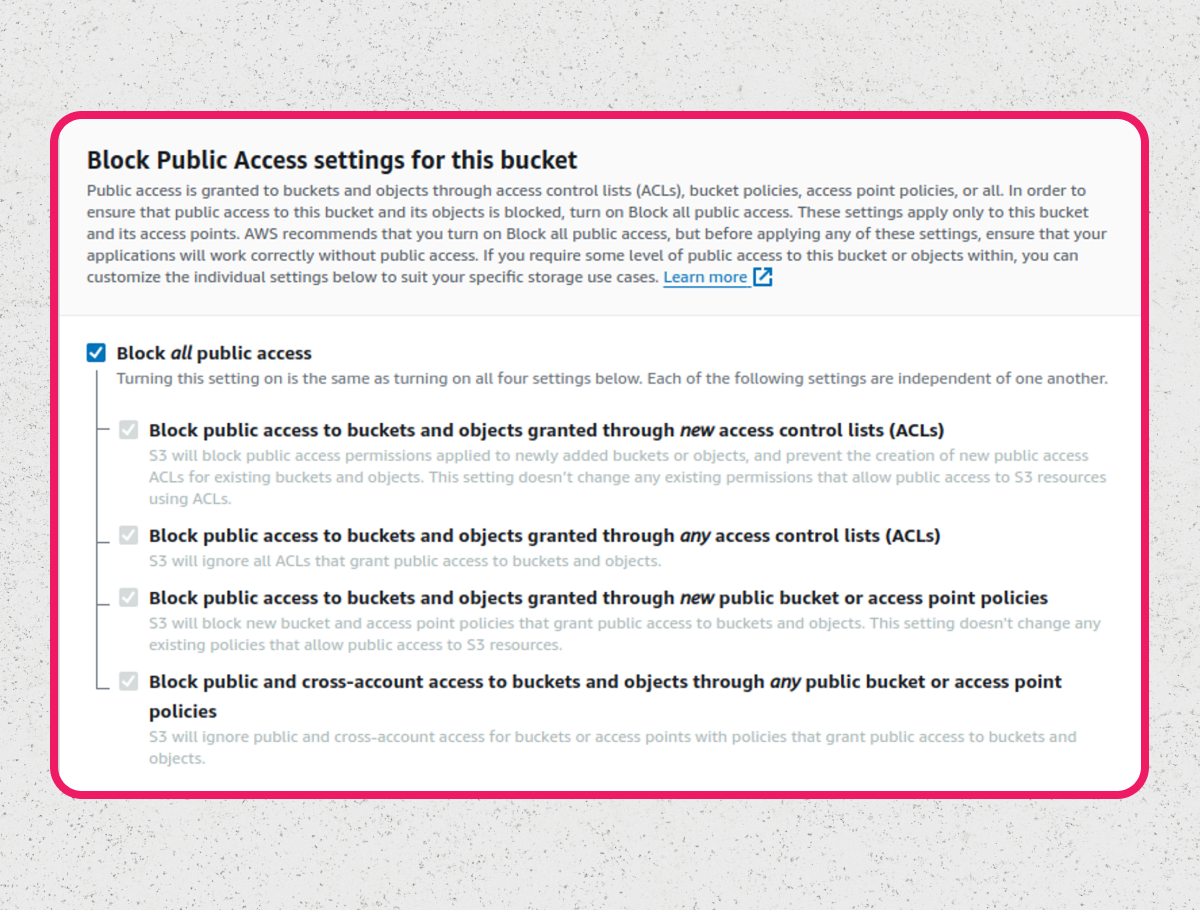 Block Public Access settings for this bucket
Public access is granted to buckets and objects through access control lists (ACLs), bucket policies, access point policies, or all. In order to
ensure that public access to this bucket and its objects is blocked, turn on Block all public access. These settings apply only to this bucket
and its access points. AWS recommends that you turn on Block all public access, but before applying any of these settings, ensure that your
applications will work correctly without public access. If you require some level of public access to this bucket or objects within, you can
customize the individual settings below to suit your specific storage use cases. Learn more
Block all public access
Turning this setting on is the same as turning on all four settings below. Each of the following settings are independent of one another.
Block public access to buckets and objects granted through new access control lists (ACLs)
S3 will block public access permissions applied to newly added buckets or objects, and prevent the creation of new public access
ACLs for existing buckets and objects. This setting doesn't change any existing permissions that allow public access to S3 resources
using ACLs.
Block public access to buckets and objects granted through any access control lists (ACLs)
S3 will ignore all ACLs that grant public access to buckets and objects.
Block public access to buckets and objects granted through new public bucket or access point policies
S3 will block new bucket and access point policies that grant public access to buckets and objects. This setting doesn't change any
existing policies that allow public access to S3 resources.
Block public and cross-account access to buckets and objects through any public bucket or access point
policies
S3 will ignore public and cross-account access for buckets or access points with policies that grant public access to buckets and
objects.